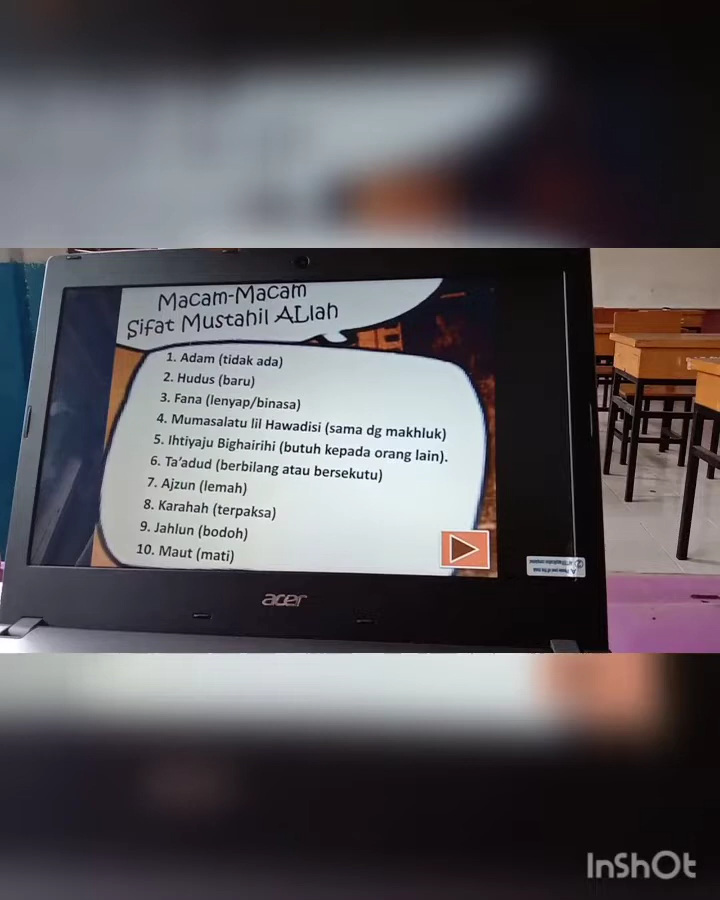 Macam-Macam
Sifat Mustahil ALlah
1. Adam (tidak ada)
2. Hudus (baru)
3. Fana (lenyap/binasa)
4. Mumasalatu lil Hawadisi (sama dg makhluk)
5. Ihtiyaju Bighairihi (butuh kepada orang lain).
6. Ta'adud (berbilang atau bersekutu)
7. Ajzun (lemah)
8. Karahah (terpaksa)
9. Jahlun (bodoh)
10. Maut (mati)
acer
InShOt